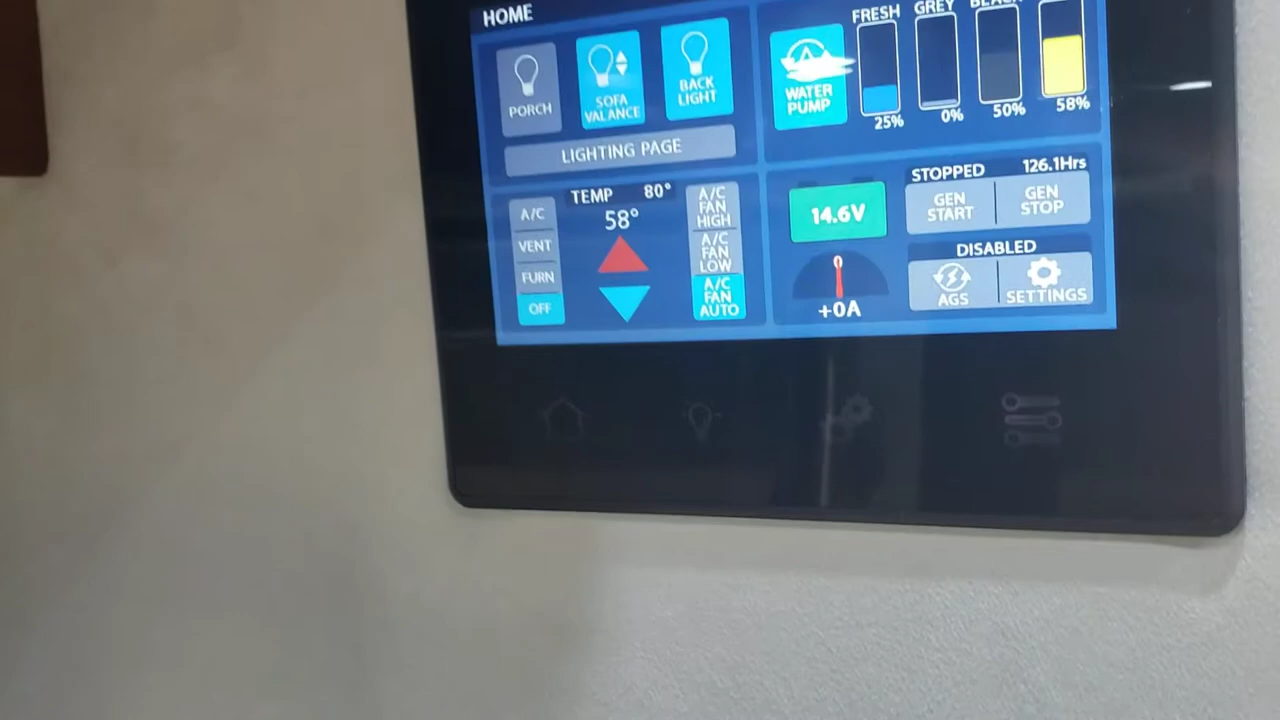 HOME
PORCH
SOFA
VALANCE
BACK
LIGHT
LIGHTING PAGE
WATER
PUMP
FRESH
GREY
25%
0%
50%
58%
TEMP 80°
58°
A/C
VENT
FURN
OFF
A/C
FAN
HIGH
A/C
FAN
LOW
A/C
FAN
AUTO
14.6V
0
+0A
STOPPED 126.1Hrs
GEN
START
GEN
STOP
DISABLED
AGS
SETTINGS